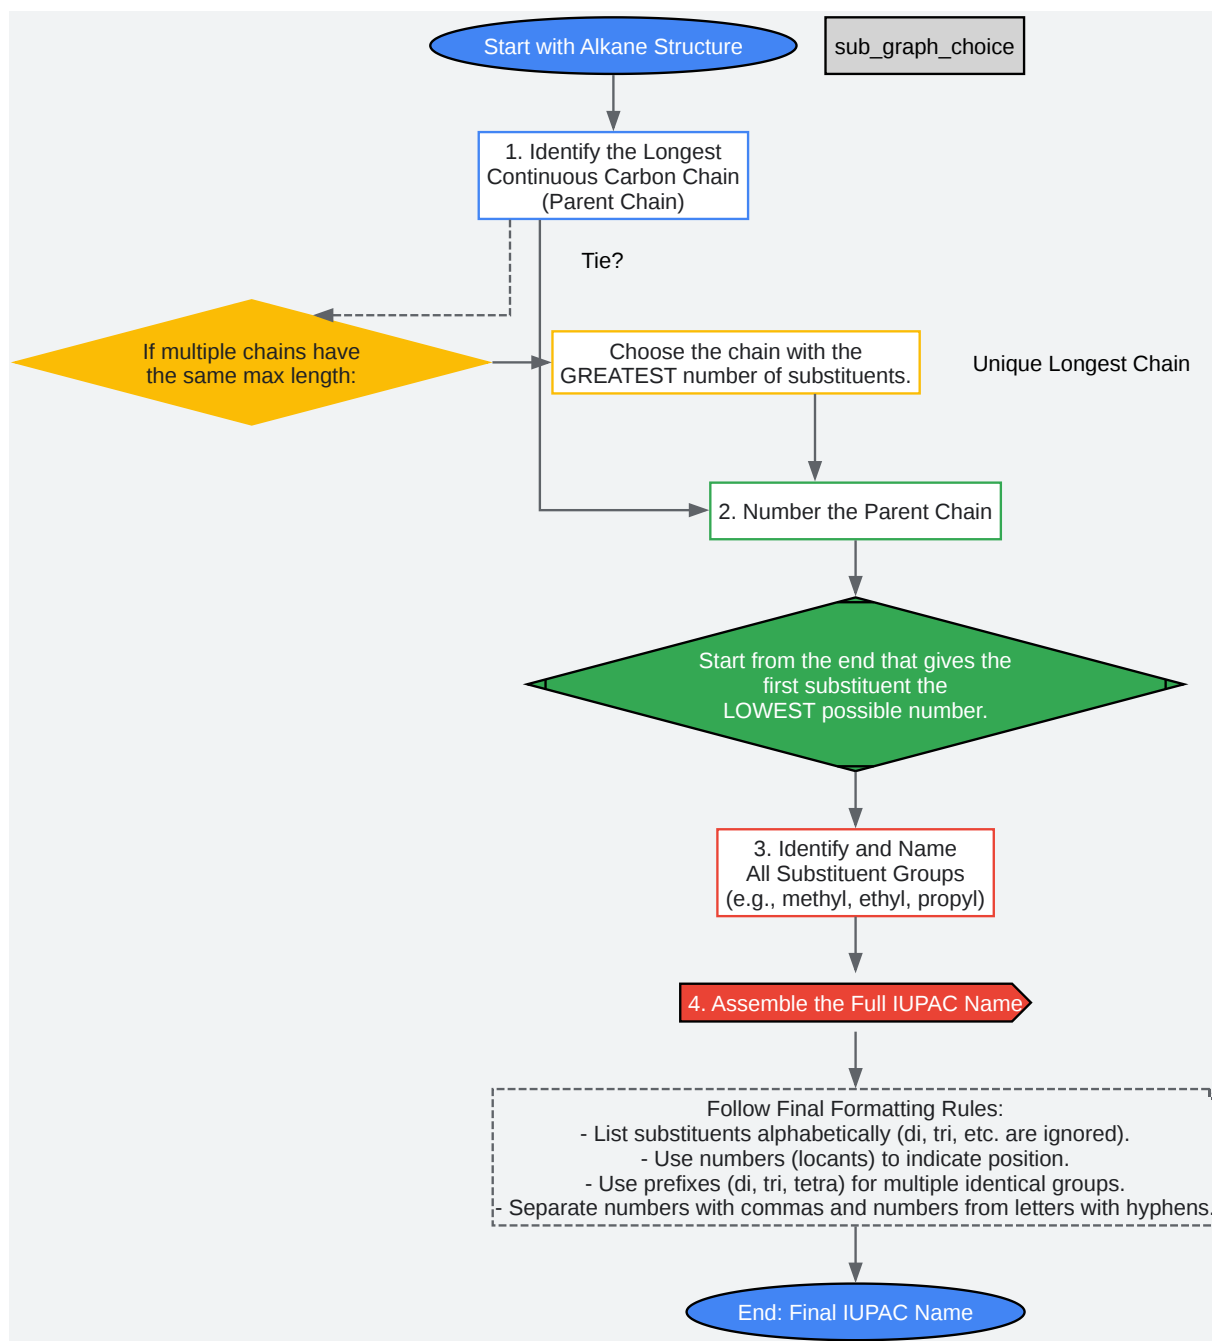 Start with Alkane Structure
sub_graph_choice
1. Identify the Longest
Continuous Carbon Chain
(Parent Chain)
Tie?
If multiple chains have
the same max length:
Choose the chain with the
GREATEST number of substituents.
Unique Longest Chain
2. Number the Parent Chain
Start from the end that gives the
first substituent the
LOWEST possible number.
3. Identify and Name
All Substituent Groups
(e.g., methyl, ethyl, propyl)
4. Assemble the Full IUPAC Name
Follow Final Formatting Rules:
- List substituents alphabetically (di, tri, etc. are ignored).
- Use numbers (locants) to indicate position.
- Use prefixes (di, tri, tetra) for multiple identical groups.
- Separate numbers with commas and numbers from letters with hyphens.
End: Final IUPAC Name